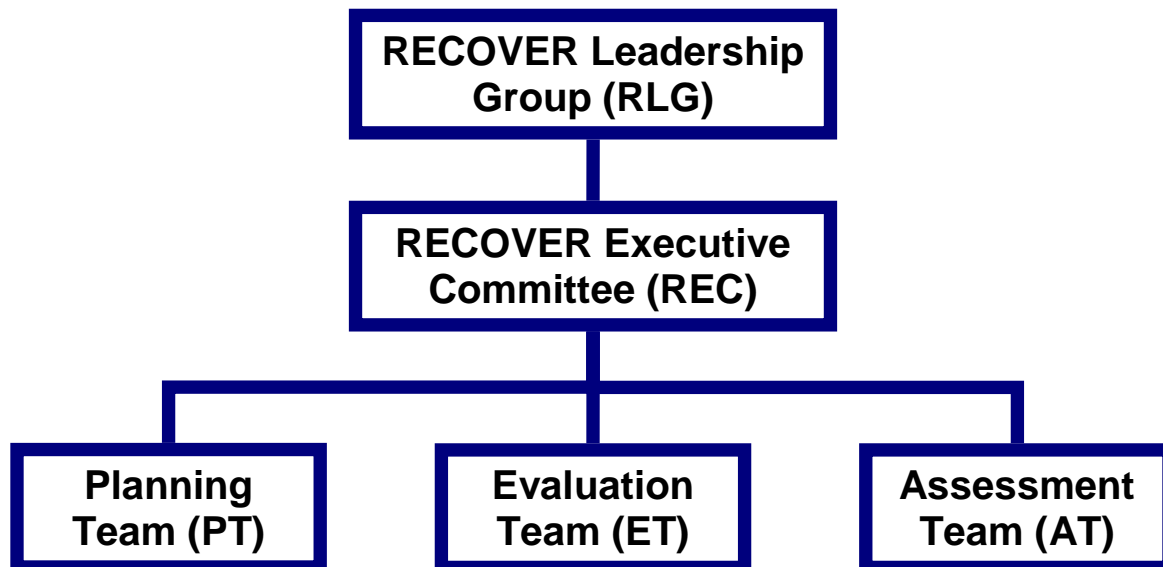 RECOVER Leadership
Group (RLG)
RECOVER Executive
Committee (REC)
Planning
Team (PT)
Evaluation
Team (ET)
Assessment
Team (AT)